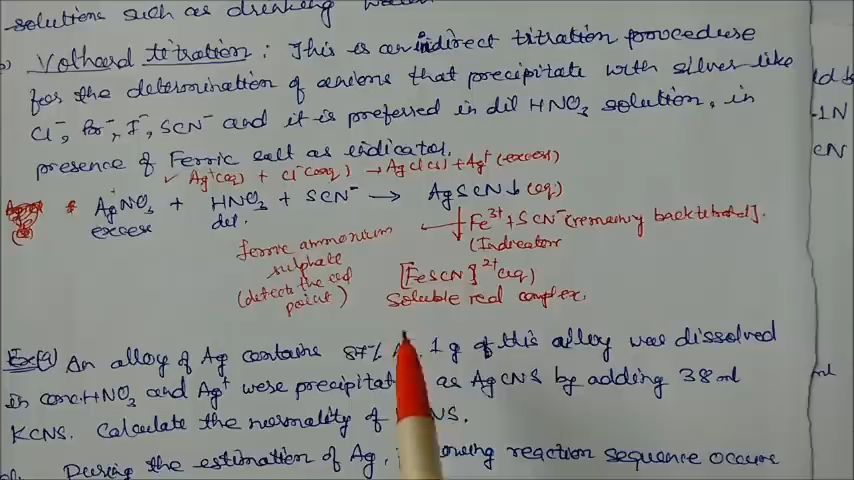 solutions such as drinking
Volhard titration: This is an indirect titration procedure
for the determination of anions that precipitate with silver like
Cl⁻, Br⁻, I⁻, SCN⁻ and it is preferred in dil HNO₃ solution, in
presence of Ferric salt as indicator.
✓ Ag⁺(aq) + Cl⁻(aq) → AgCl(s) + Ag⁺ (excess)
* AgNO₃ + HNO₃ + SCN⁻ → AgSCN↓ (aq)
excess dil.
← ↓ Fe³⁺ + SCN⁻ (remaining back titrated].
(Indicator
ferric ammonium
sulphate
(detects the end
point)
[FeSCN]²⁺(aq)
Soluble red complex.
Ex(a) An alloy of Ag contains 87% 1g of this alloy was dissolved
in conc. HNO₃ and Ag⁺ were precipitat as AgCNS by adding 38ml
KCNS. Calculate the normality of NS.
During the estimation of Ag, reaction sequence occurs
1N
CN
ml